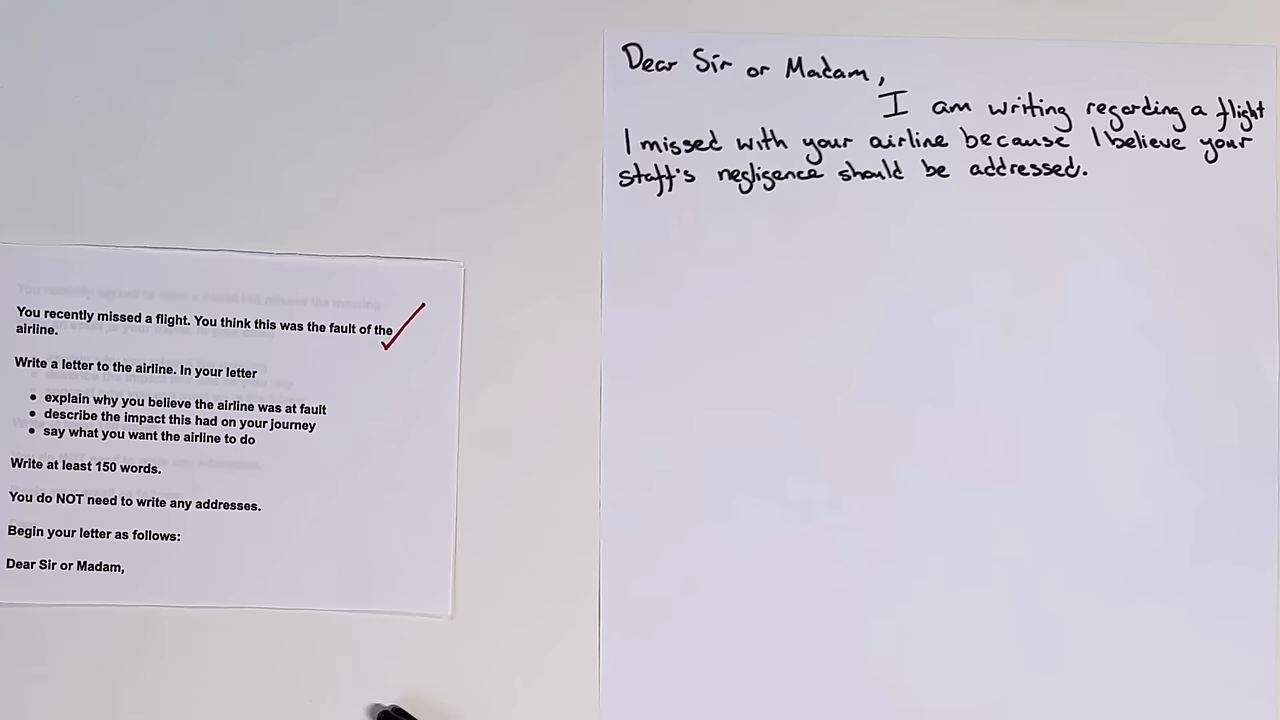 Dear Sir or Madam,
I am writing regarding a flight
I missed with your airline because I believe your
staff's negligence should be addressed.
You recently missed a flight. You think this was the fault of the
airline.
Write a letter to the airline. In your letter
• explain why you believe the airline was at fault
• describe the impact this had on your journey
• say what you want the airline to do
Write at least 150 words.
You do NOT need to write any addresses.
Begin your letter as follows:
Dear Sir or Madam,